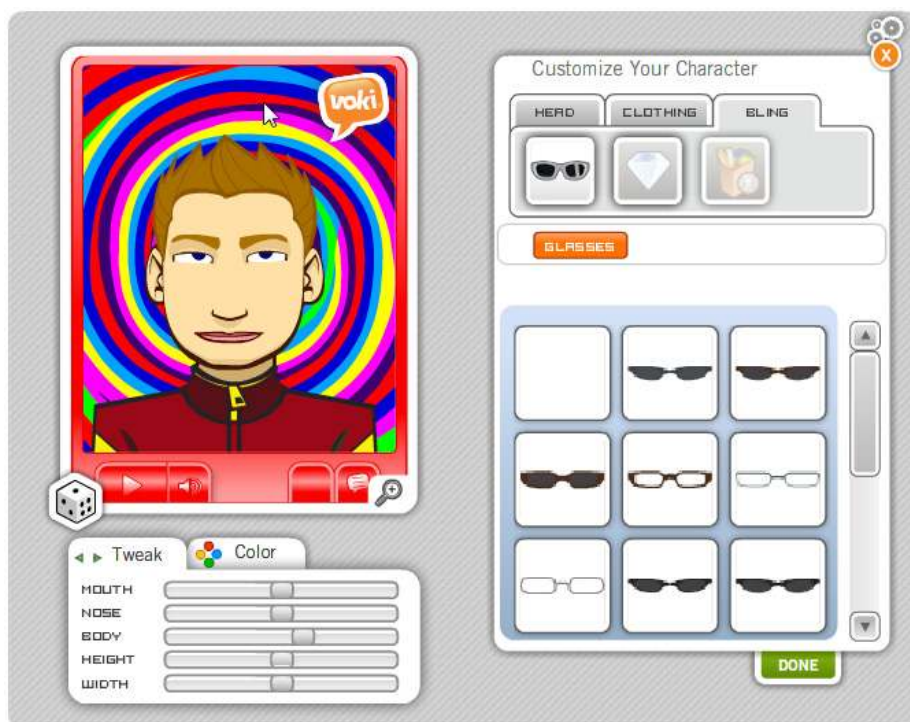 voki
Tweak
Color
MOUTH
NOSE
BODY
HEIGHT
WIDTH
X
Customize Your Character
HEAD
CLOTHING
BLING
GLASSES
DONE